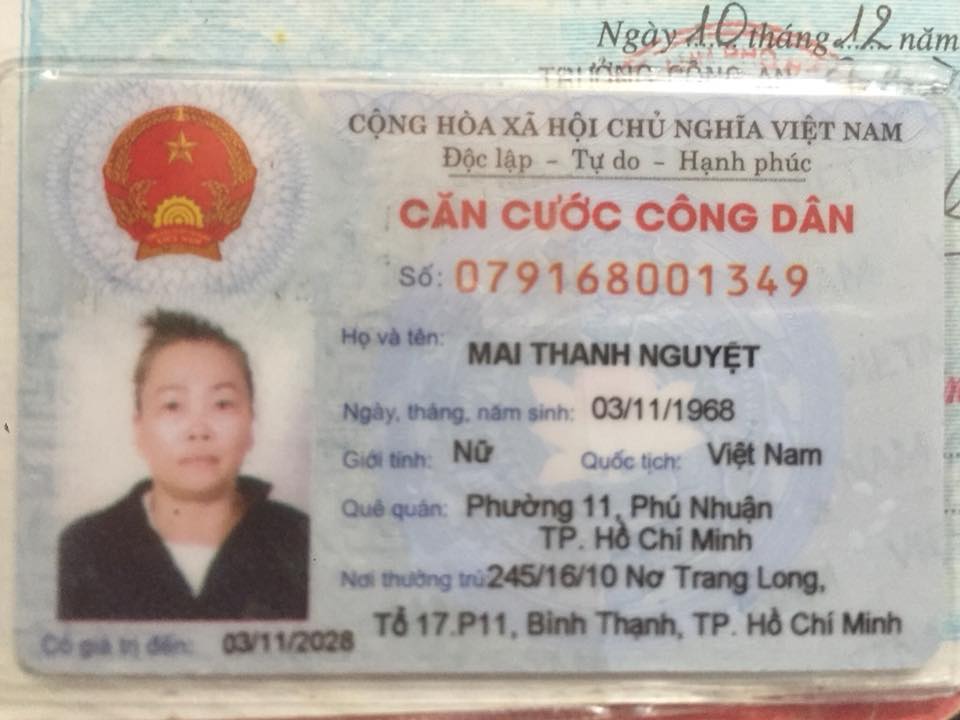 Ngày 10 tháng 12 năm
TRƯỞNG CÔNG AN
CỘNG HÒA XÃ HỘI CHỦ NGHĨA VIỆT NAM
Độc lập - Tự do - Hạnh phúc
CĂN CƯỚC CÔNG DÂN
Số: 079168001349
Họ và tên: MAI THANH NGUYỆT
Ngày, tháng, năm sinh: 03/11/1968
Giới tính: Nữ Quốc tịch: Việt Nam
Quê quán: Phường 11, Phú Nhuận
TP. Hồ Chí Minh
Nơi thường trú: 245/16/10 Nơ Trang Long,
Tổ 17.P11, Bình Thạnh, TP. Hồ Chí Minh
Có giá trị đến: 03/11/2028